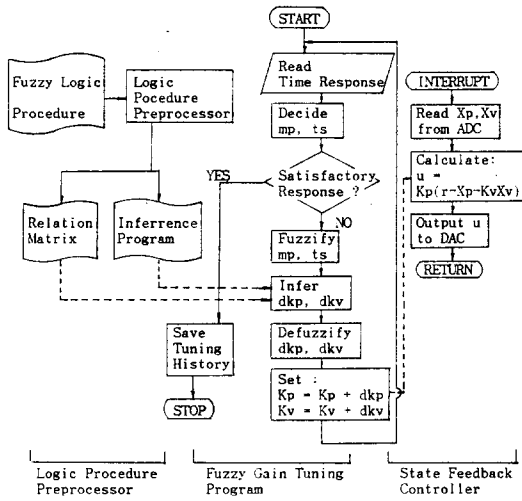 START
Fuzzy Logic
Procedure
Logic
Pocedure
Preprocessor
Read
Time Response
INTERRUPT
Decide
mp, ts
Read Xp,Xv
from ADC
YES
Satisfactory
Response ?
Calculate:
u =
Kp(r-Xp-KvXv)
NO
Relation
Matrix
Inferrence
Program
Fuzzify
mp, ts
Output u
to DAC
RETURN
Infer
dkp, dkv
Save
Tuning
History
Defuzzify
dkp, dkv
Set :
Kp = Kp + dkp
Kv = Kv + dkv
STOP
Logic Procedure
Preprocessor
Fuzzy Gain Tuning
Program
State Feedback
Controller